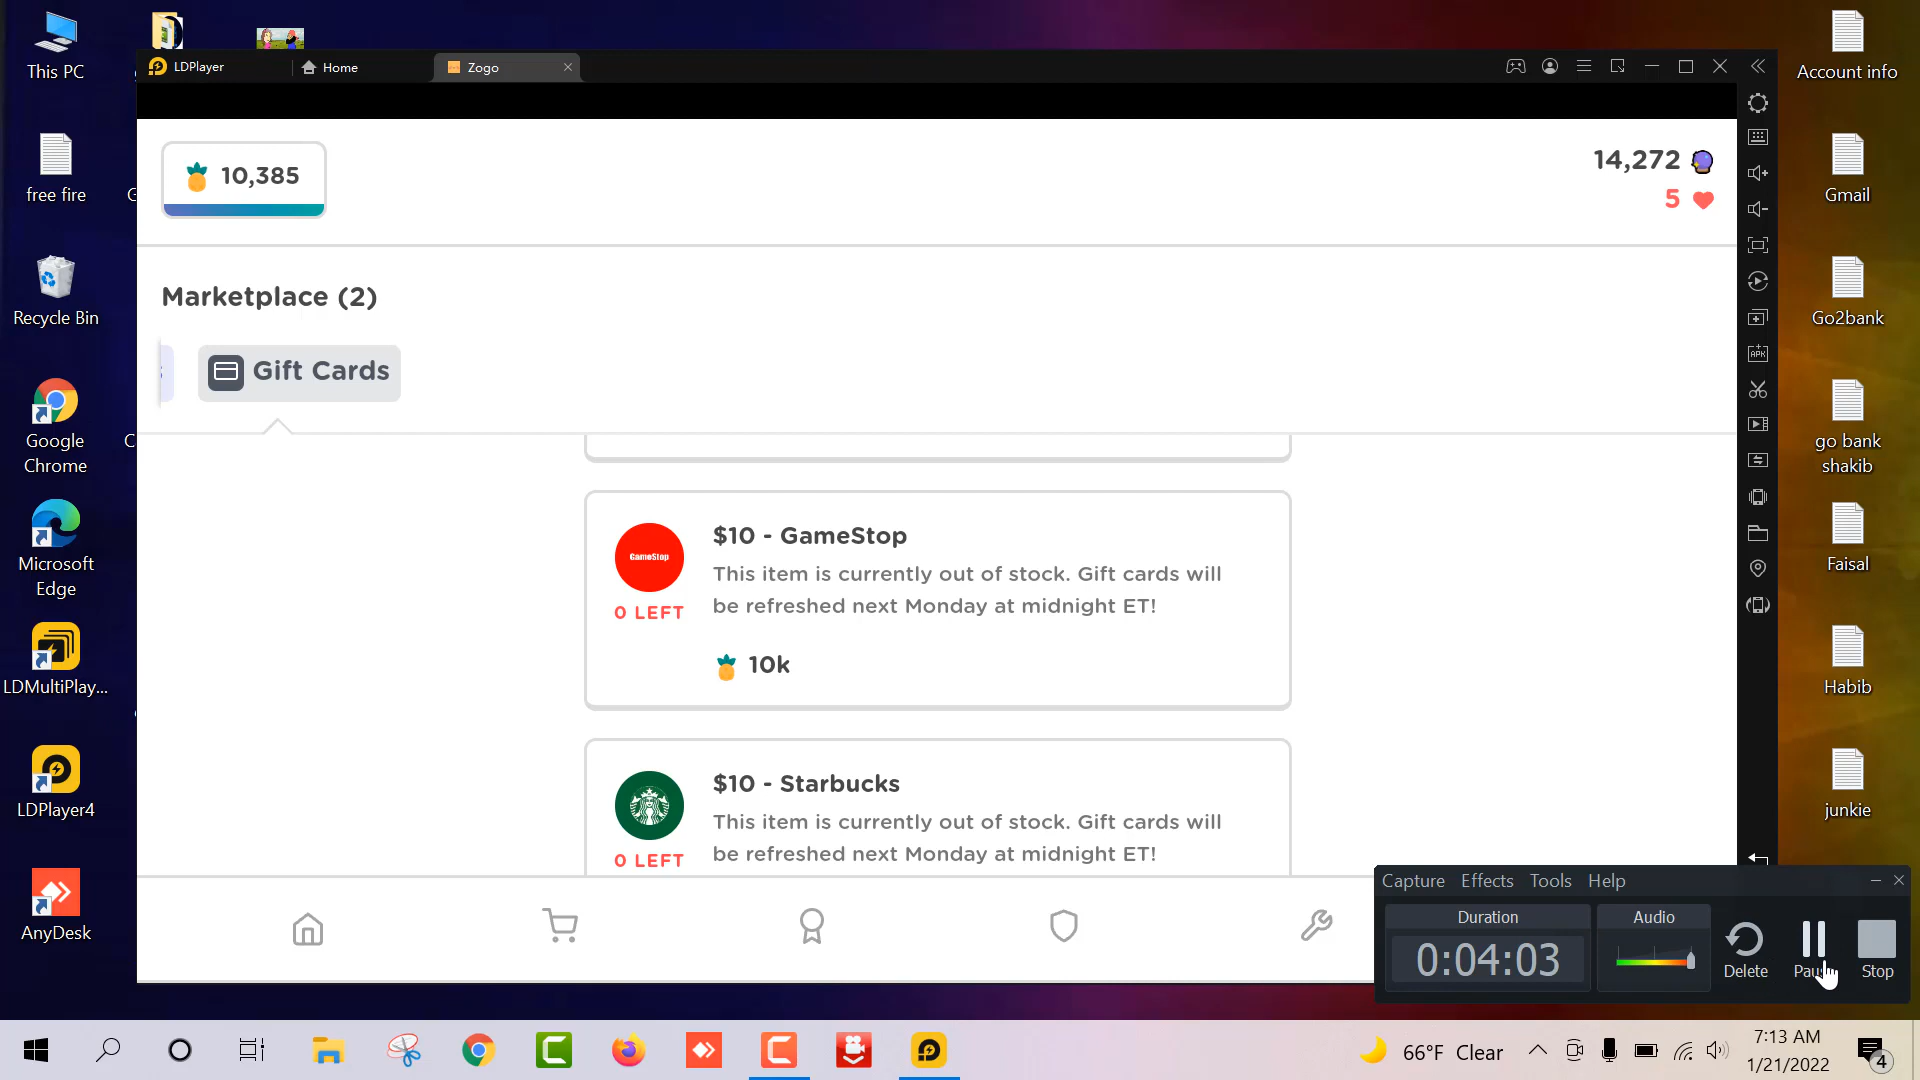 This PC
free fire
Recycle Bin
Google
Chrome
Microsoft
Edge
LDMultiPlay...
LDPlayer4
AnyDesk
LDPlayer
Home
Zogo
10,385
14,272
5
Marketplace (2)
Gift Cards
GameStop
0 LEFT
$10 - GameStop
This item is currently out of stock. Gift cards will
be refreshed next Monday at midnight ET!
10k
0 LEFT
$10 - Starbucks
This item is currently out of stock. Gift cards will
be refreshed next Monday at midnight ET!
APK
Account info
Gmail
Go2bank
go bank
shakib
Faisal
Habib
junkie
Capture Effects Tools Help
Duration
0:04:03
Audio
Delete
Stop
66°F Clear
7:13 AM
1/21/2022
4